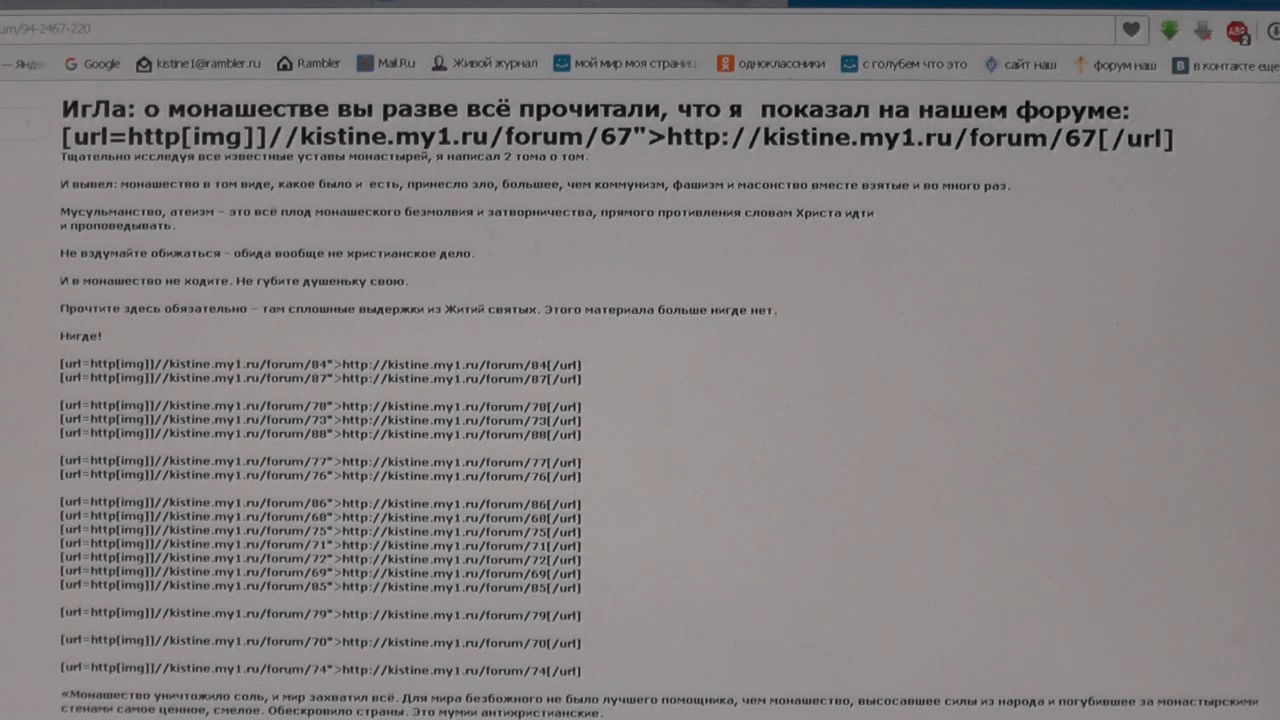 um/94-2467-220
— Янде Google kistine1@rambler.ru Rambler Mail.Ru Живой журнал мой мир моя страниц одноклассники с голубем что это сайт наш форум наш в контакте еще
ИгЛа: о монашестве вы разве всё прочитали, что я показал на нашем форуме:
[url=http[img]]//kistine.my1.ru/forum/67">http://kistine.my1.ru/forum/67[/url]
Тщательно исследуя все известные уставы монастырей, я написал 2 тома о том.
И вывел: монашество в том виде, какое было и есть, принесло зло, большее, чем коммунизм, фашизм и масонство вместе взятые и во много раз.
Мусульманство, атеизм – это всё плод монашеского безмолвия и затворничества, прямого противления словам Христа идти
и проповедывать.
Не вздумайте обижаться - обида вообще не христианское дело.
И в монашество не ходите. Не губите душеньку свою.
Прочтите здесь обязательно – там сплошные выдержки из Житий святых. Этого материала больше нигде нет.
Нигде!
[url=http[img]]//kistine.my1.ru/forum/84">http://kistine.my1.ru/forum/84[/url]
[url=http[img]]//kistine.my1.ru/forum/87">http://kistine.my1.ru/forum/87[/url]
[url=http[img]]//kistine.my1.ru/forum/78">http://kistine.my1.ru/forum/78[/url]
[url=http[img]]//kistine.my1.ru/forum/73">http://kistine.my1.ru/forum/73[/url]
[url=http[img]]//kistine.my1.ru/forum/88">http://kistine.my1.ru/forum/88[/url]
[url=http[img]]//kistine.my1.ru/forum/77">http://kistine.my1.ru/forum/77[/url]
[url=http[img]]//kistine.my1.ru/forum/76">http://kistine.my1.ru/forum/76[/url]
[url=http[img]]//kistine.my1.ru/forum/86">http://kistine.my1.ru/forum/86[/url]
[url=http[img]]//kistine.my1.ru/forum/68">http://kistine.my1.ru/forum/68[/url]
[url=http[img]]//kistine.my1.ru/forum/75">http://kistine.my1.ru/forum/75[/url]
[url=http[img]]//kistine.my1.ru/forum/71">http://kistine.my1.ru/forum/71[/url]
[url=http[img]]//kistine.my1.ru/forum/72">http://kistine.my1.ru/forum/72[/url]
[url=http[img]]//kistine.my1.ru/forum/69">http://kistine.my1.ru/forum/69[/url]
[url=http[img]]//kistine.my1.ru/forum/85">http://kistine.my1.ru/forum/85[/url]
[url=http[img]]//kistine.my1.ru/forum/79">http://kistine.my1.ru/forum/79[/url]
[url=http[img]]//kistine.my1.ru/forum/70">http://kistine.my1.ru/forum/70[/url]
[url=http[img]]//kistine.my1.ru/forum/74">http://kistine.my1.ru/forum/74[/url]
«Монашество уничтожило соль, и мир захватил всё. Для мира безбожного не было лучшего помощника, чем монашество, высосавшее силы из народа и погубившее за монастырскими
стенами самое ценное, смелое. Обескровило страны. Это мумии антихристианские.